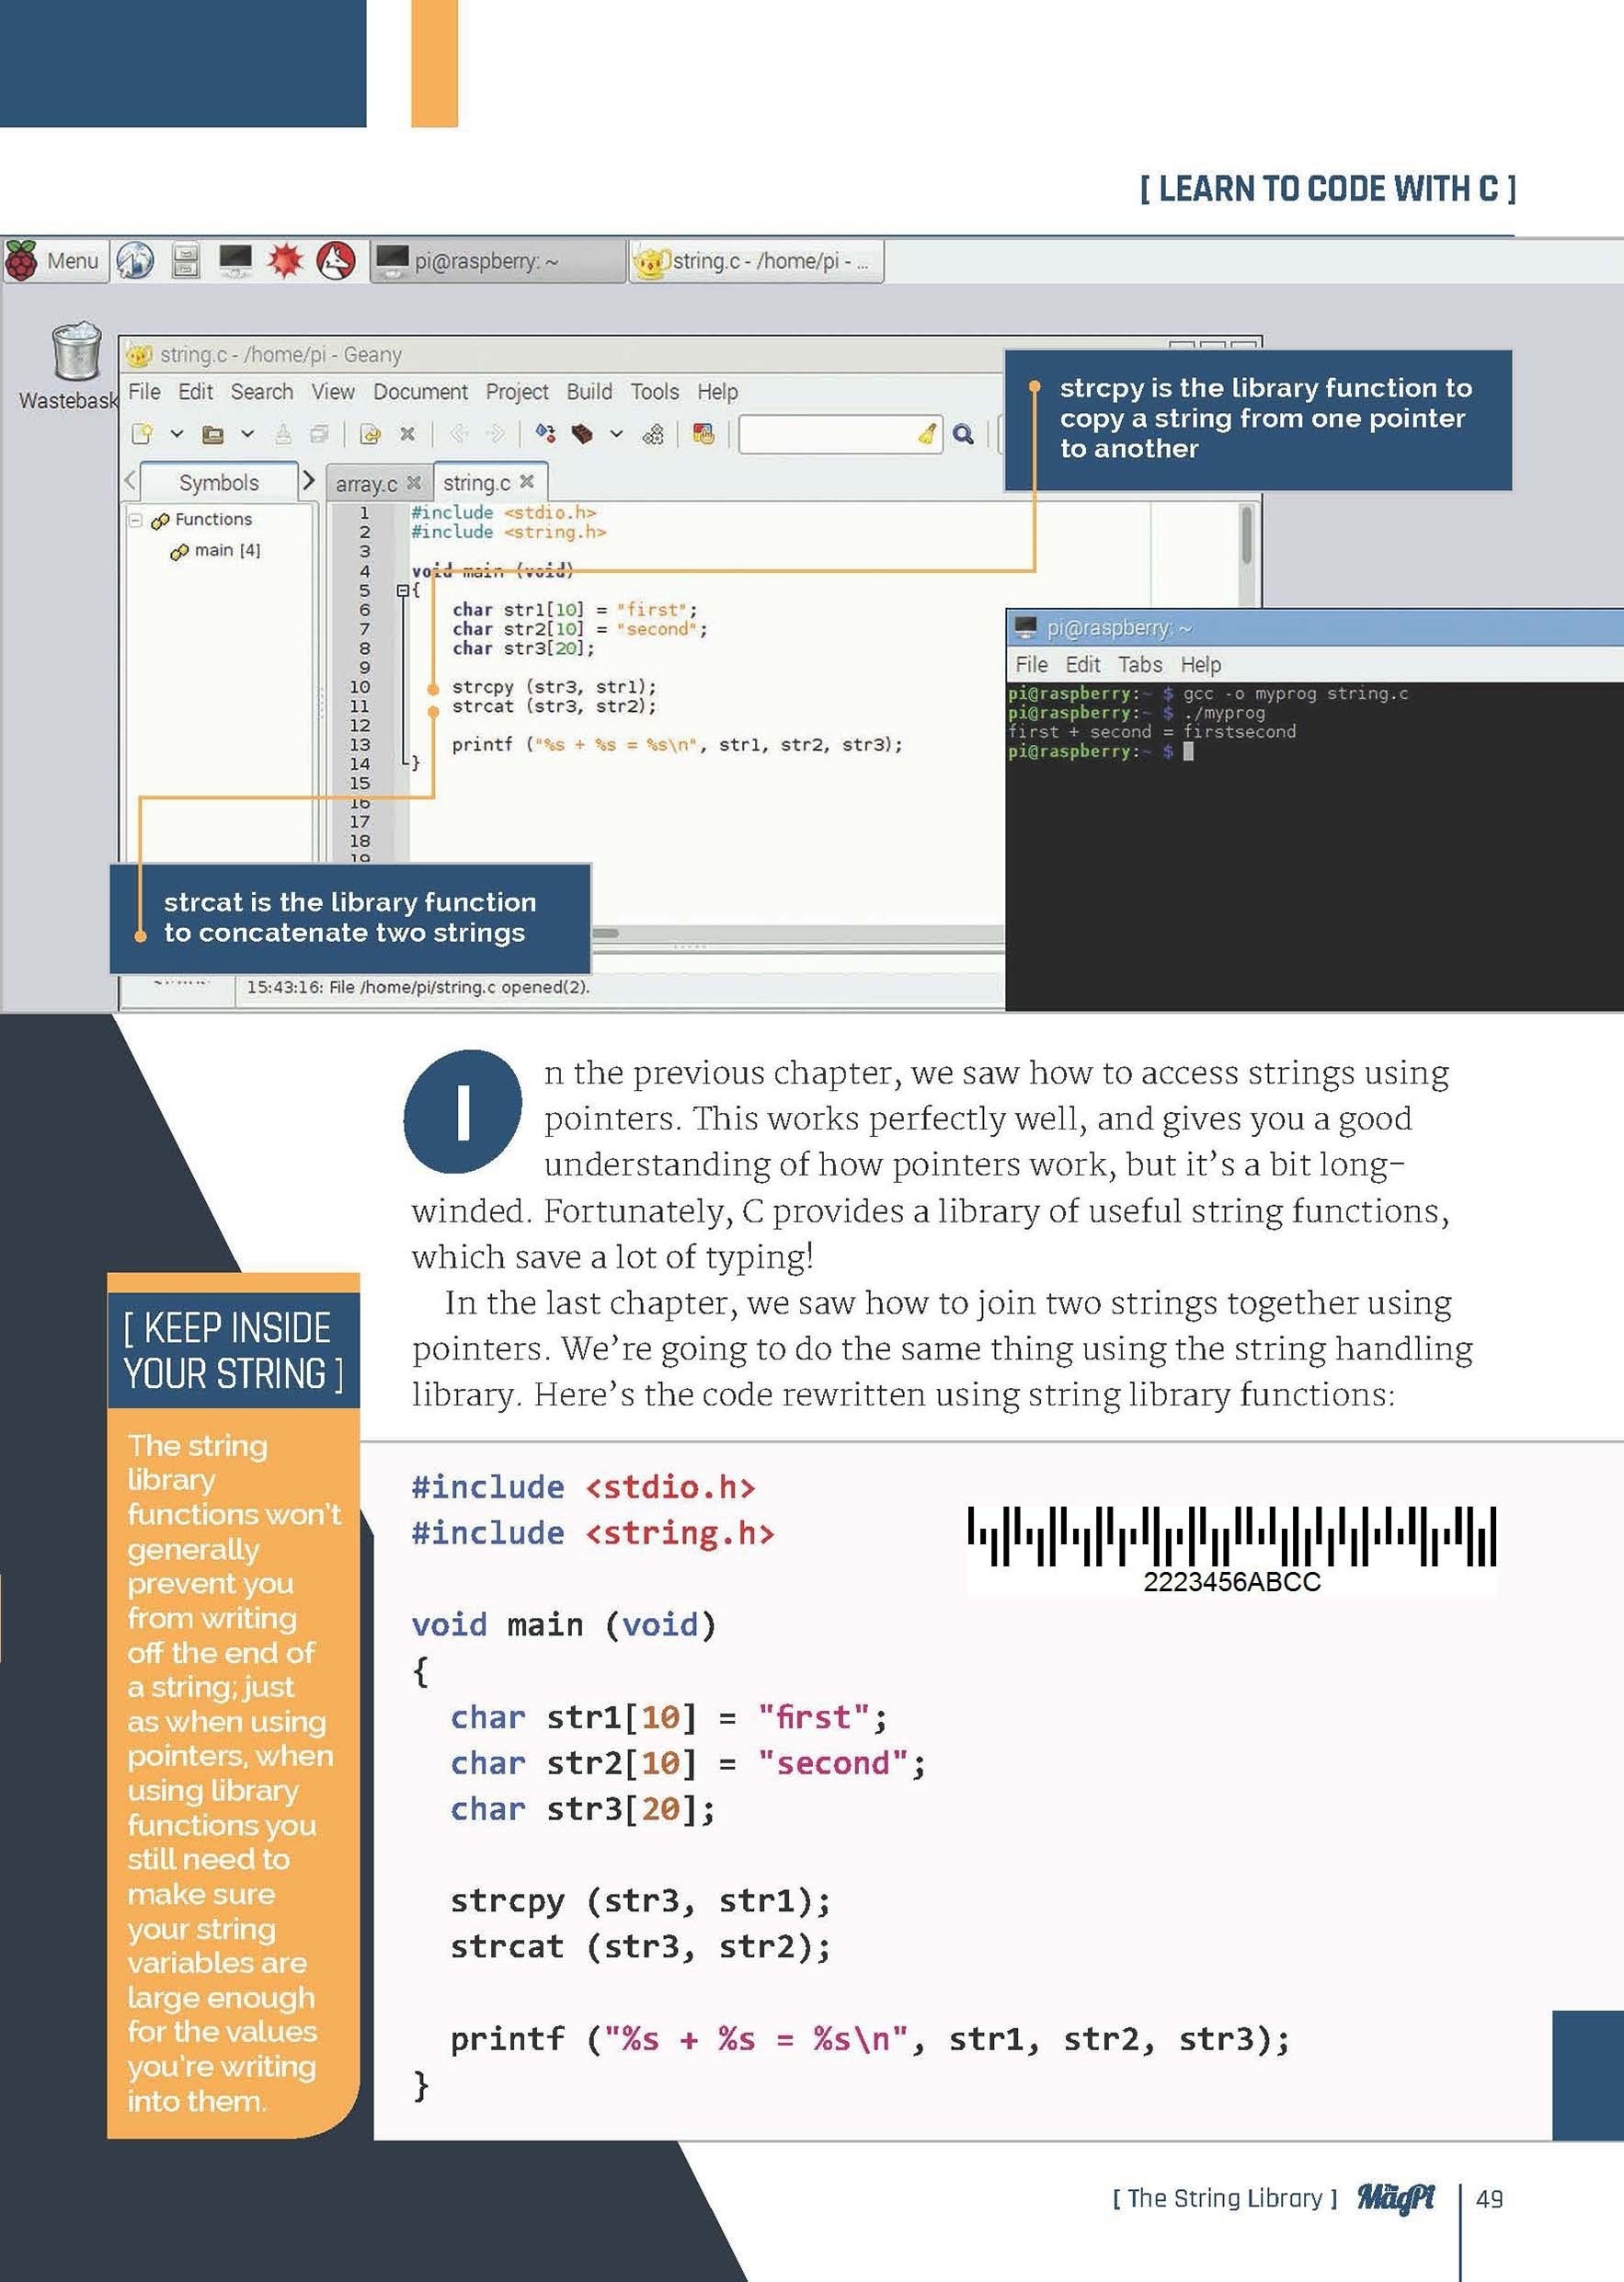 [ LEARN TO CODE WITH C ]
Menu
pi@raspberry: ~
string.c - /home/pi - ...
Wastebask
string.c - /home/pi - Geany
File Edit Search View Document Project Build Tools Help
strcpy is the library function to
copy a string from one pointer
to another
Symbols
array.c
string.c
Functions
main [4]
1 #include <stdio.h>
2 #include <string.h>
3
4 void main (void)
5 {
6 char str1[10] = "first";
7 char str2[10] = "second";
8 char str3[20];
9
10 strcpy (str3, str1);
11 strcat (str3, str2);
12
13 printf ("%s + %s = %s\n", str1, str2, str3);
14 }
15
16
17
18
19
pi@raspberry: ~
File Edit Tabs Help
pi@raspberry:~ $ gcc -o myprog string.c
pi@raspberry:~ $ ./myprog
first + second = firstsecond
pi@raspberry:~ $
strcat is the library function
to concatenate two strings
15:43:16: File /home/pi/string.c opened(2).
In the previous chapter, we saw how to access strings using
pointers. This works perfectly well, and gives you a good
understanding of how pointers work, but it's a bit long-
winded. Fortunately, C provides a library of useful string functions,
which save a lot of typing!
In the last chapter, we saw how to join two strings together using
pointers. We're going to do the same thing using the string handling
library. Here's the code rewritten using string library functions:
[ KEEP INSIDE
YOUR STRING ]
The string
library
functions won't
generally
prevent you
from writing
off the end of
a string; just
as when using
pointers, when
using library
functions you
still need to
make sure
your string
variables are
large enough
for the values
you're writing
into them.
#include <stdio.h>
#include <string.h>
2223456ABCC
void main (void)
{
char str1[10] = "first";
char str2[10] = "second";
char str3[20];
strcpy (str3, str1);
strcat (str3, str2);
printf ("%s + %s = %s\n", str1, str2, str3);
}
[ The String Library ] The MagPi 49